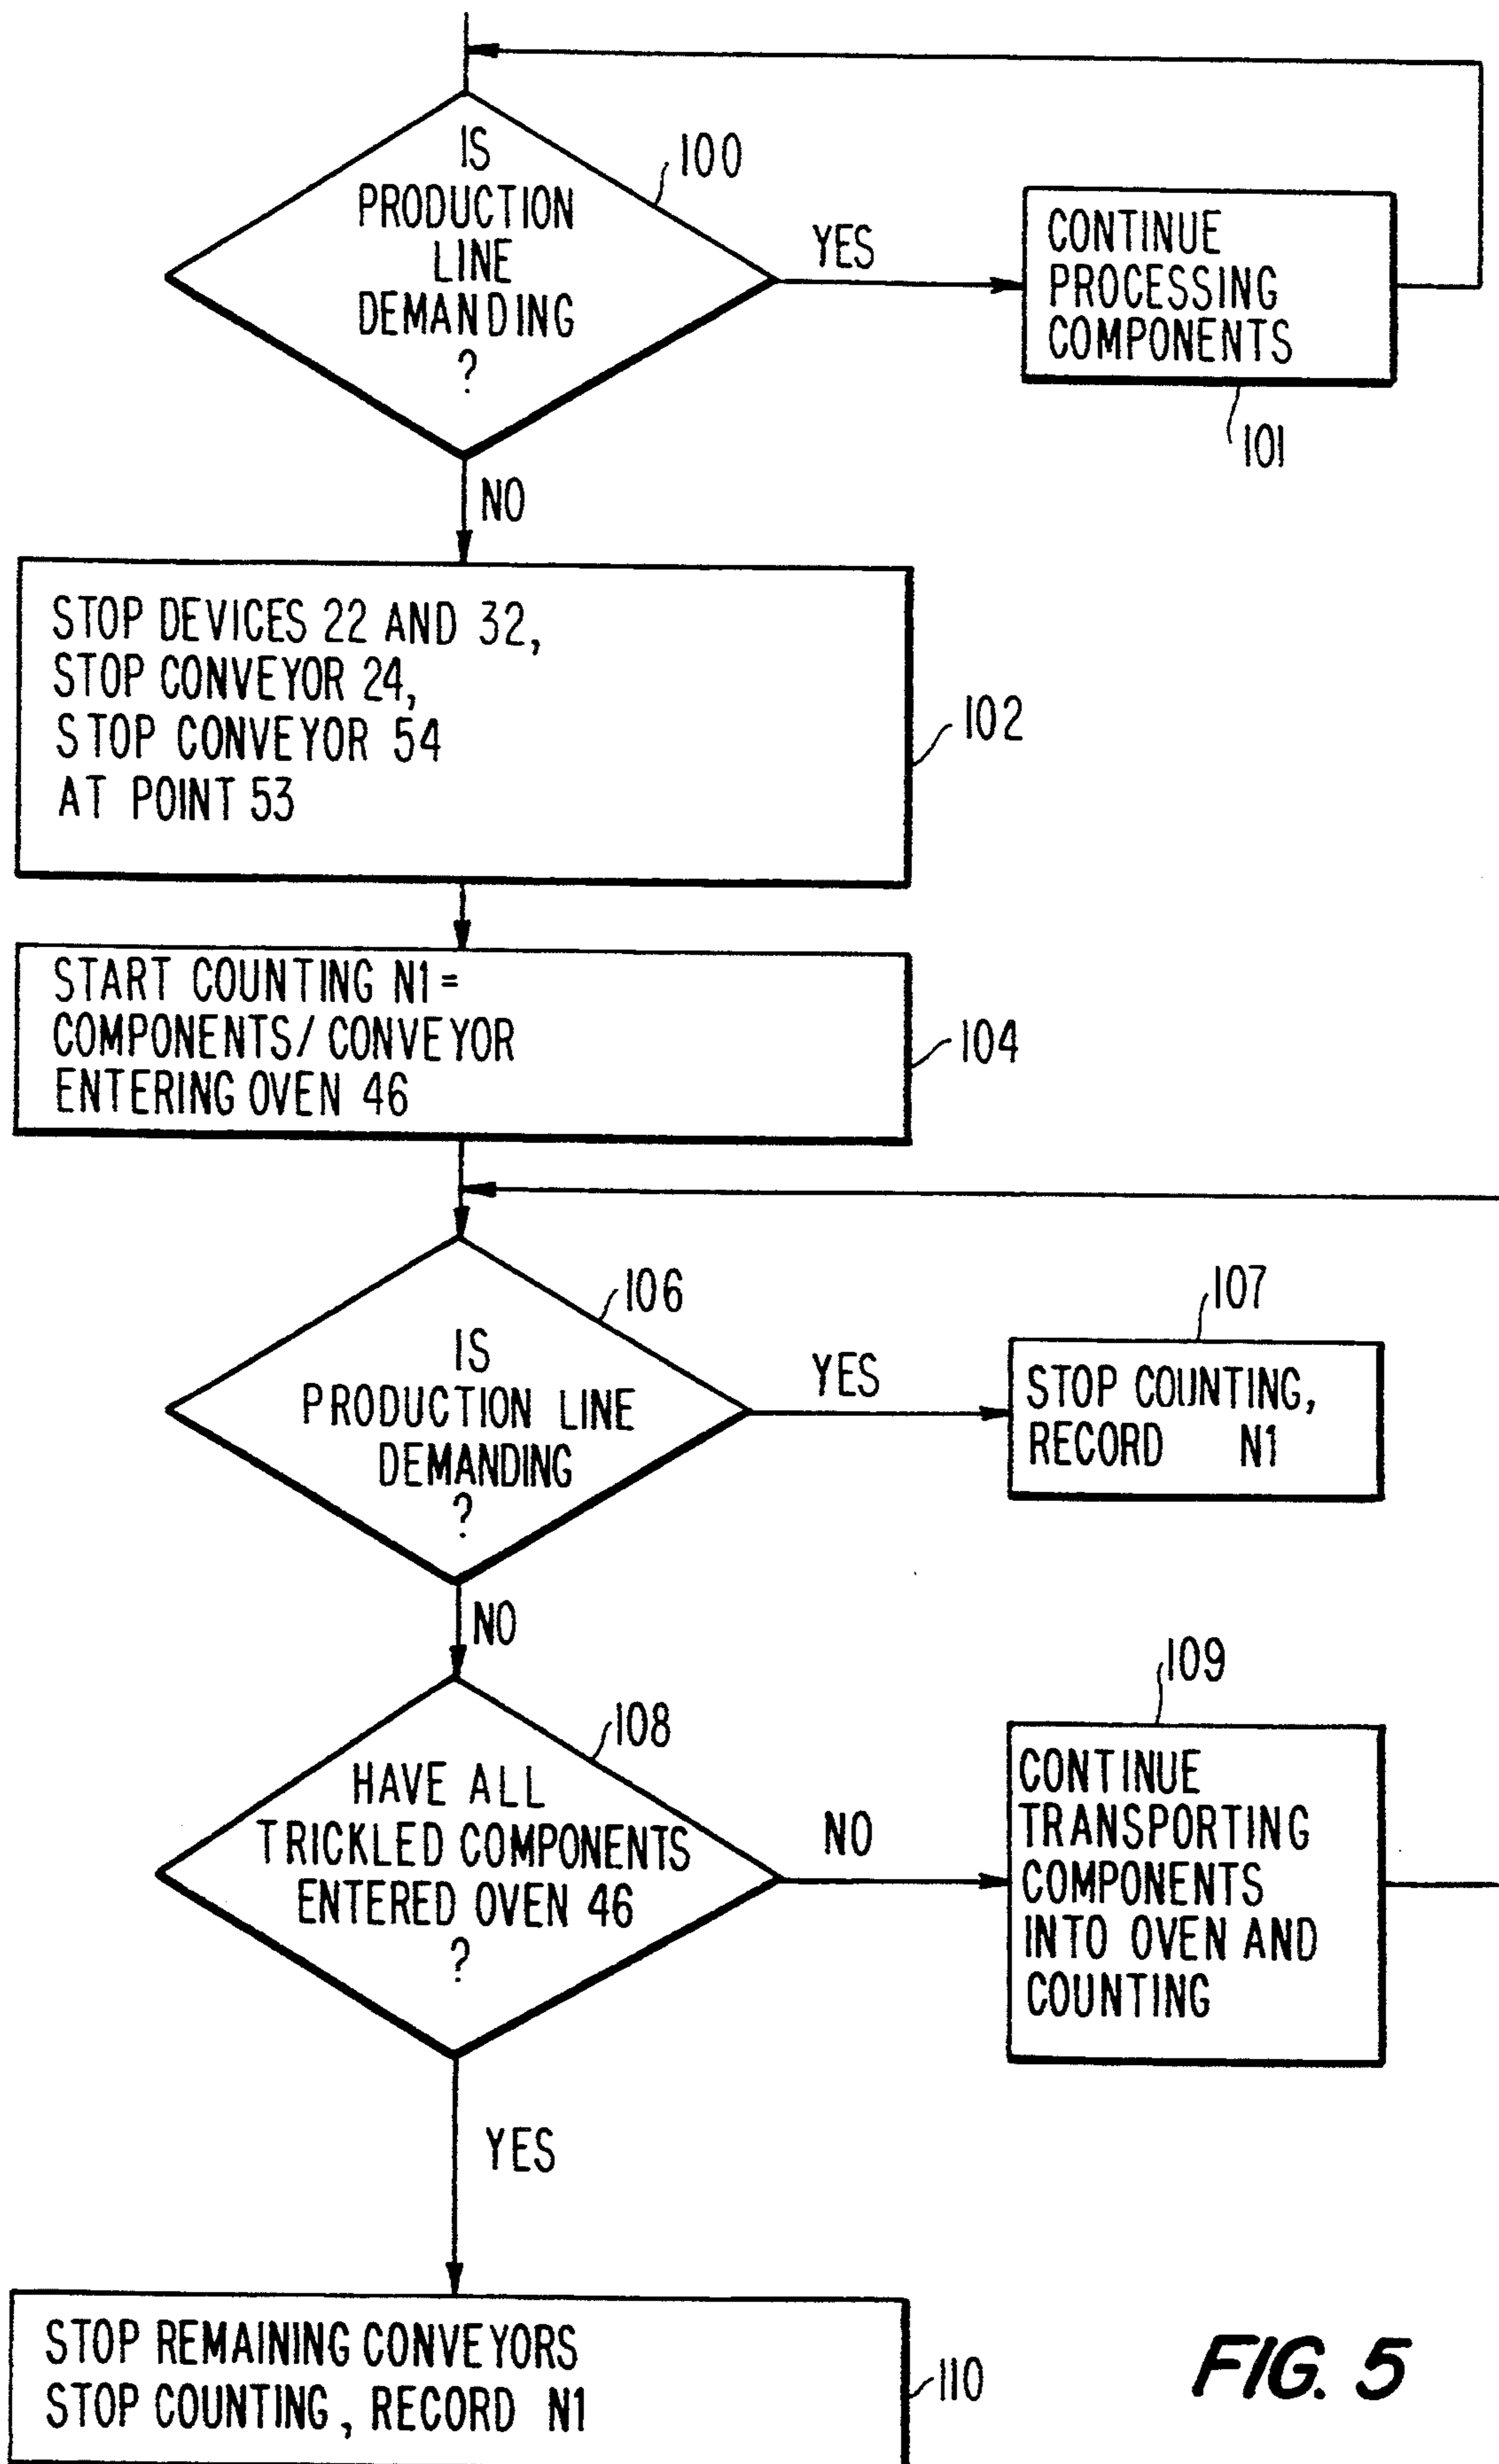 IS
PRODUCTION
LINE
DEMANDING
?
100
YES
CONTINUE
PROCESSING
COMPONENTS
101
NO
STOP DEVICES 22 AND 32,
STOP CONVEYOR 24,
STOP CONVEYOR 54
AT POINT 53
102
START COUNTING N1=
COMPONENTS/ CONVEYOR
ENTERING OVEN 46
104
IS
PRODUCTION LINE
DEMANDING
?
106
YES
107
STOP COUNTING,
RECORD N1
NO
HAVE ALL
TRICKLED COMPONENTS
ENTERED OVEN 46
?
108
NO
109
CONTINUE
TRANSPORTING
COMPONENTS
INTO OVEN AND
COUNTING
YES
STOP REMAINING CONVEYORS
STOP COUNTING, RECORD N1
110
FIG. 5